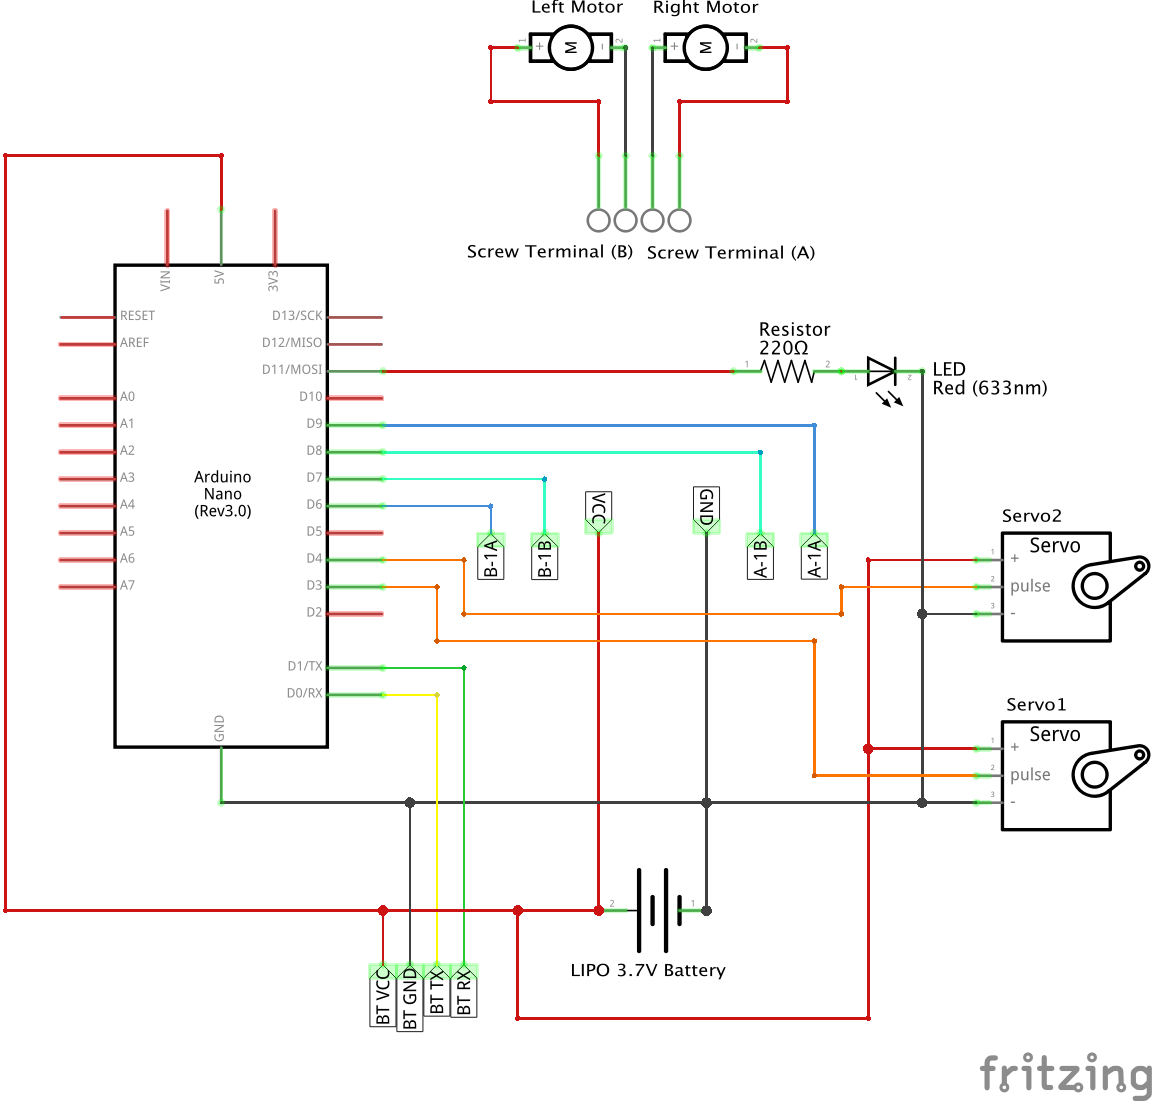 Left Motor Right Motor
1 + M - 2 1 + M - 2
Screw Terminal (B) Screw Terminal (A)
VIN 5V 3V3
RESET D13/SCK
AREF D12/MISO
D11/MOSI
A0 D10
A1 D9
A2 D8
A3 D7
A4 D6
A5 D5
A6 D4
A7 D3
D2
D1/TX
D0/RX
GND
Arduino
Nano
(Rev3.0)
Resistor
220Ω
1 2 1 2
LED
Red (633nm)
VCC GND
B-1A B-1B A-1B A-1A
Servo2
Servo
1 +
2 pulse
3 -
Servo1
Servo
1 +
2 pulse
3 -
2 1
LIPO 3.7V Battery
BT VCC
BT GND
BT TX
BT RX
fritzing